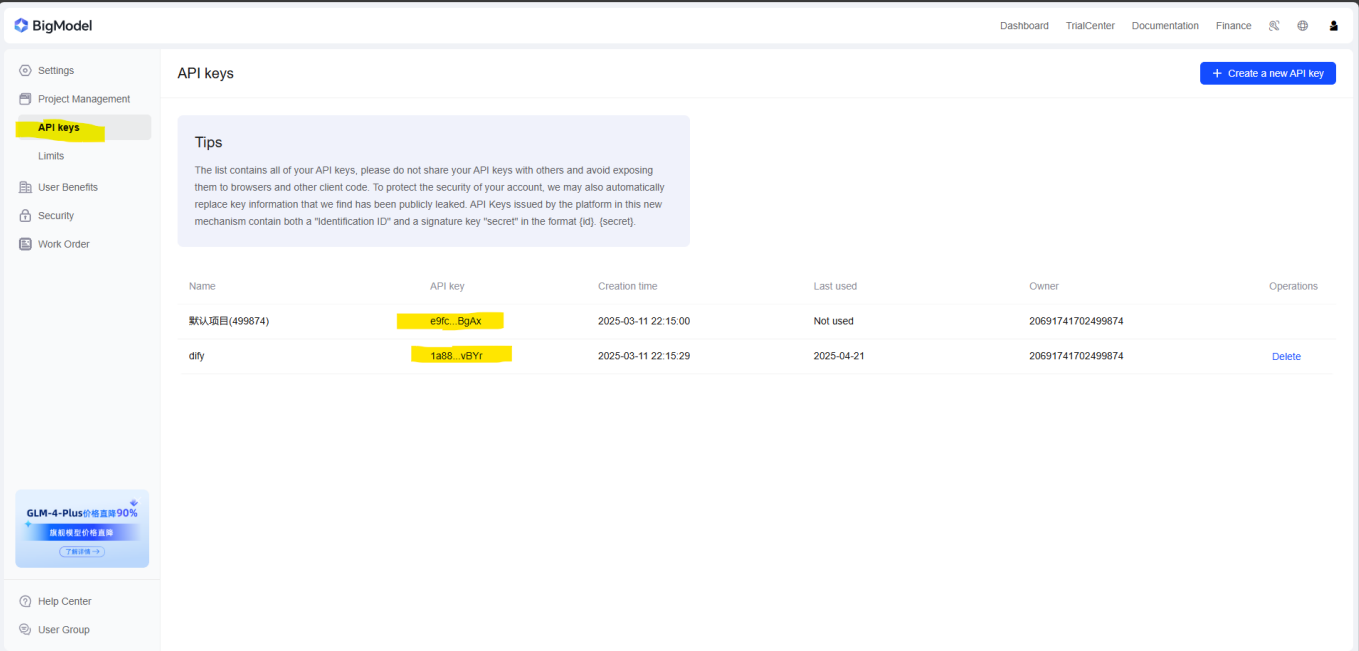 BigModel
Dashboard TrialCenter Documentation Finance
Settings
Project Management
API keys
Limits
User Benefits
Security
Work Order
GLM-4-Plus价格直降90%
旗舰模型价格直降
了解详情→
Help Center
User Group
API keys
+ Create a new API key
Tips
The list contains all of your API keys, please do not share your API keys with others and avoid exposing
them to browsers and other client code. To protect the security of your account, we may also automatically
replace key information that we find has been publicly leaked. API Keys issued by the platform in this new
mechanism contain both a "Identification ID" and a signature key "secret" in the format {id}. {secret}.
Name API key Creation time Last used Owner Operations
默认项目(499874) e9fc...BgAx 2025-03-11 22:15:00 Not used 20691741702499874
dify 1a88...vBYr 2025-03-11 22:15:29 2025-04-21 20691741702499874 Delete